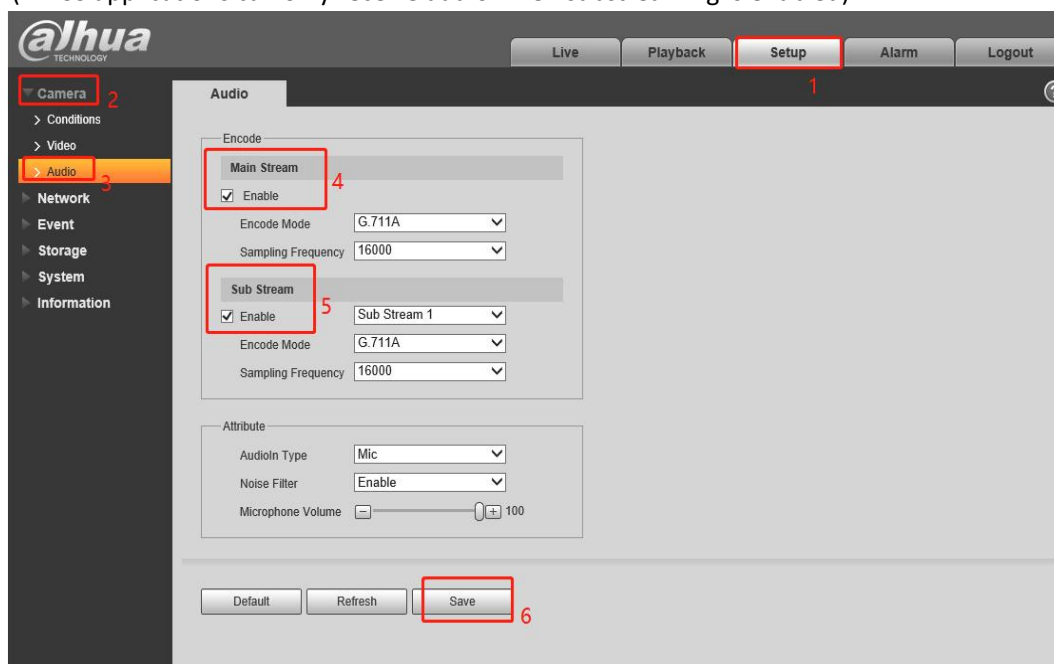 alhua
TECHNOLOGY
Live Playback Setup Alarm Logout
1
Camera 2
Audio
?
> Conditions
> Video
> Audio
3
Network
Event
Storage
System
Information
Encode
Main Stream
4
Enable
Encode Mode G.711A
Sampling Frequency 16000
Sub Stream
5
Enable Sub Stream 1
Encode Mode G.711A
Sampling Frequency 16000
Attribute
AudioIn Type Mic
Noise Filter Enable
Microphone Volume - + 100
Default Refresh Save
6